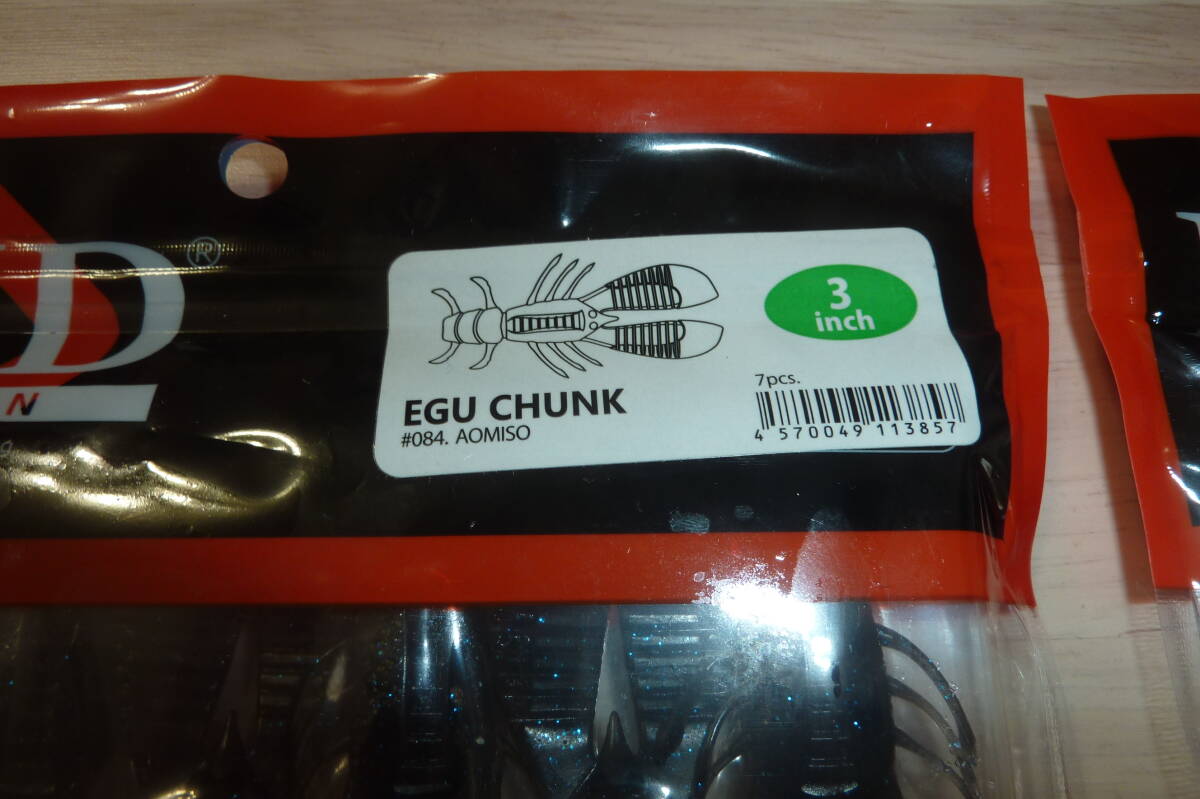 D®
N
3
inch
7pcs.
EGU CHUNK
#084. AOMISO
4 570049 113857